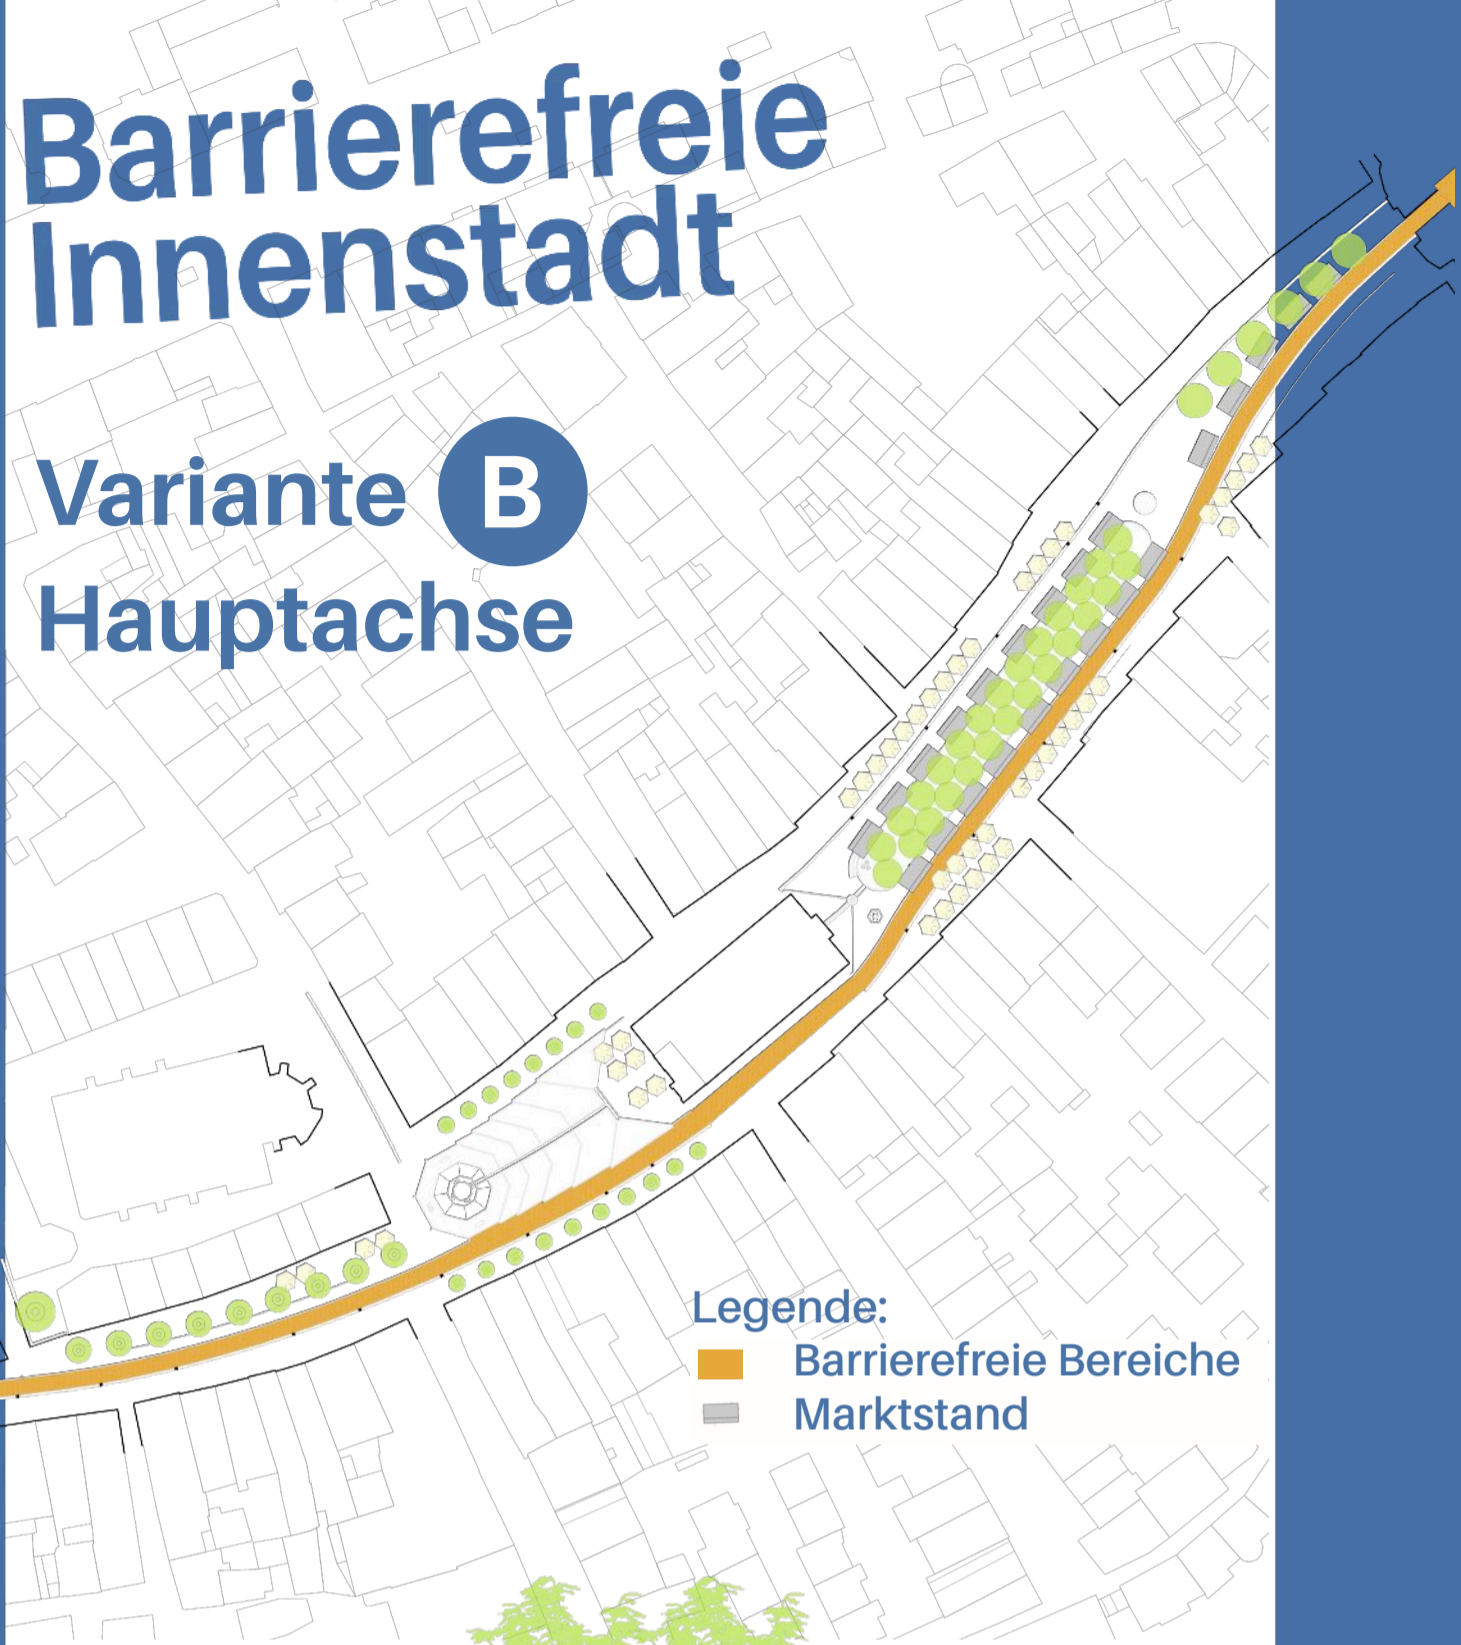 Barrierefreie
Innenstadt
Variante B
Hauptachse
Legende:
Barrierefreie Bereiche
Marktstand